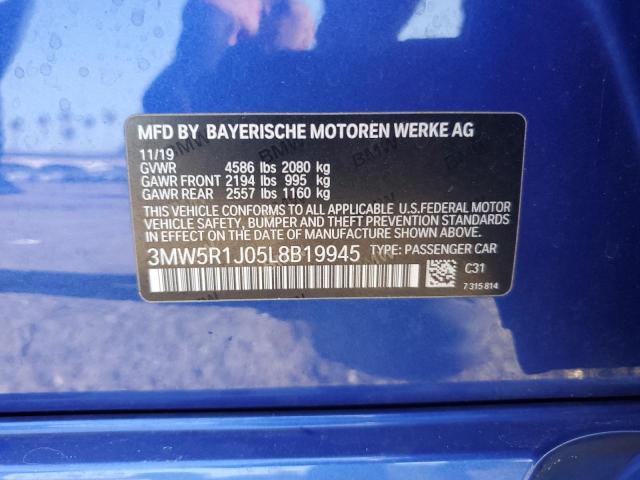 MFD BY BAYERISCHE MOTOREN WERKE AG
11/19
GVWR 4586 lbs 2080 kg
GAWR FRONT 2194 lbs 995 kg
GAWR REAR 2557 lbs 1160 kg
THIS VEHICLE CONFORMS TO ALL APPLICABLE U.S.FEDERAL MOTOR
VEHICLE SAFETY, BUMPER AND THEFT PREVENTION STANDARDS
IN EFFECT ON THE DATE OF MANUFACTURE SHOWN ABOVE.
3MW5R1J05L8B19945 TYPE: PASSENGER CAR
C31
7 315 814